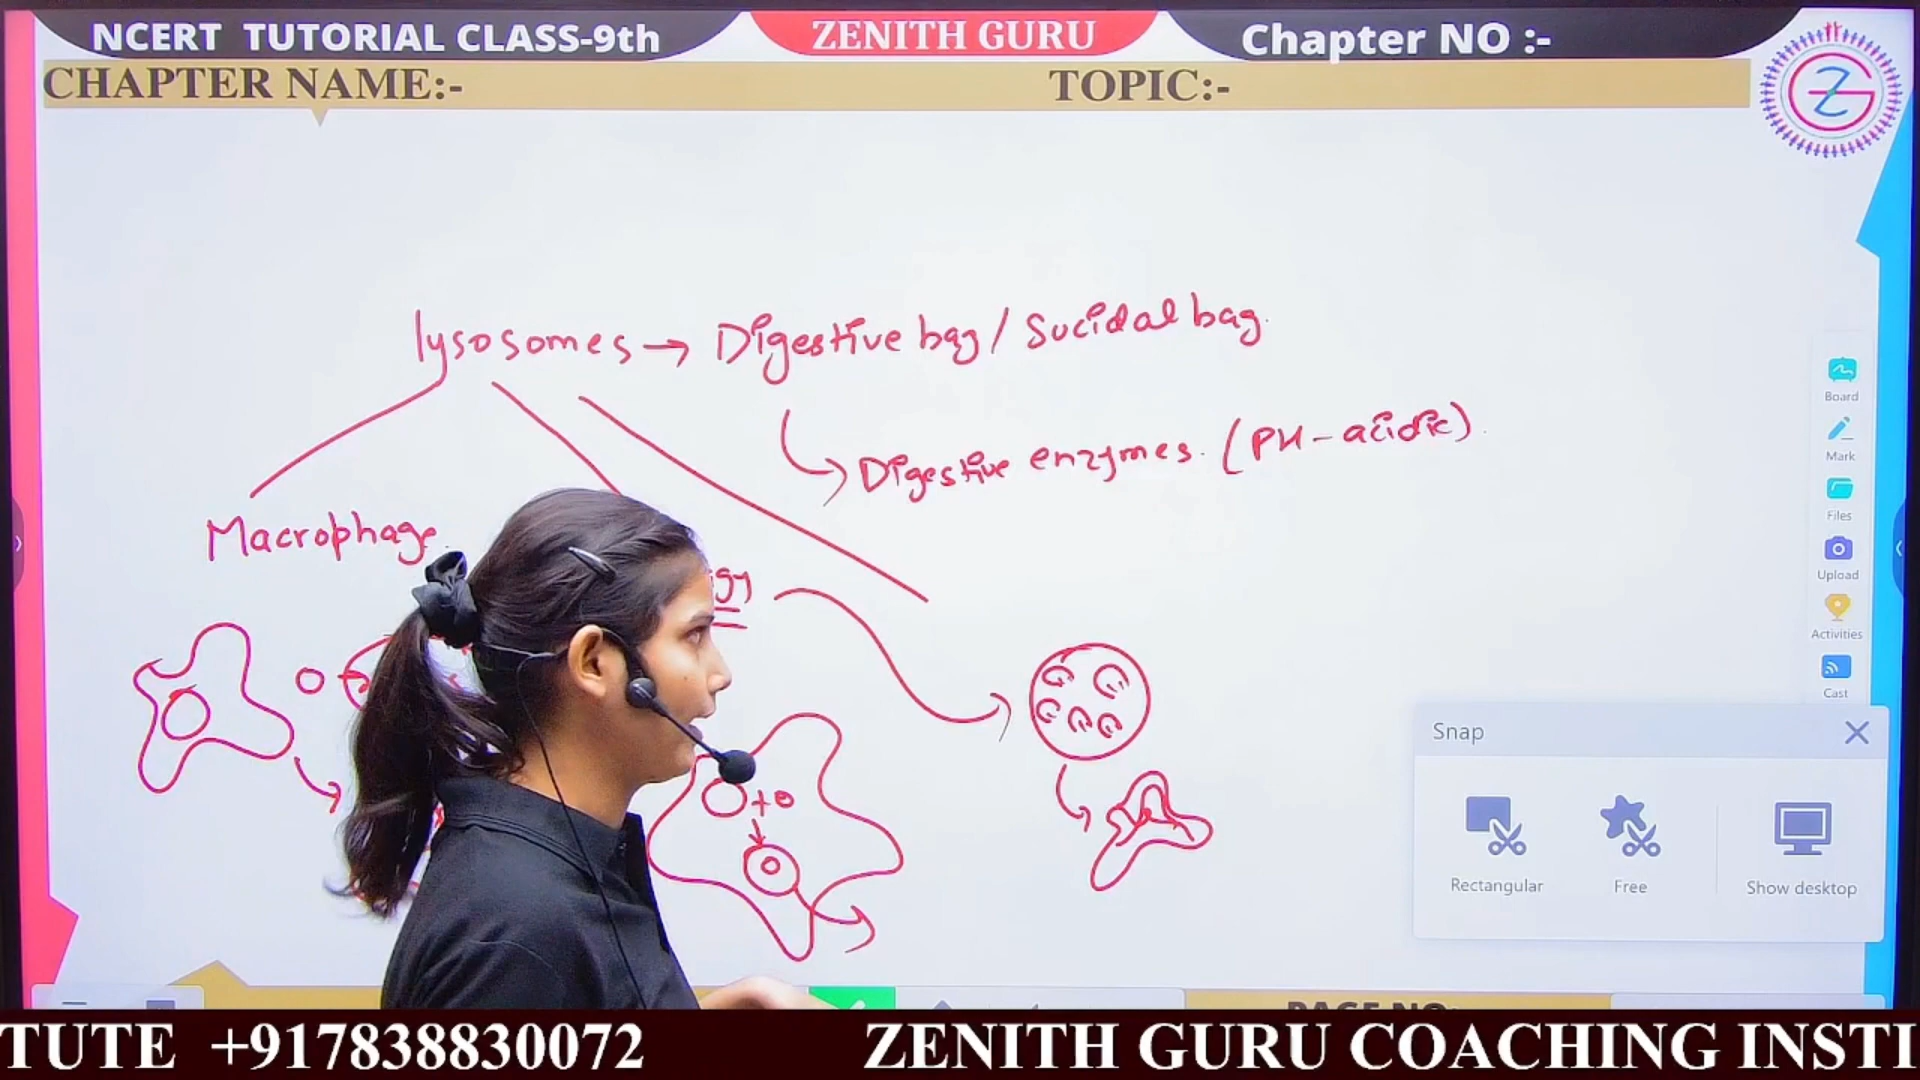 NCERT TUTORIAL CLASS-9th
ZENITH GURU
Chapter NO :-
CHAPTER NAME:-
TOPIC:-
lysosomes → Digestive bag / Sucidal bag.
Digestive enzymes. (PH - acidic).
Macrophage.
Board
Mark
Files
Upload
Activities
Cast
Snap
Rectangular
Free
Show desktop
TUTE +917838830072 ZENITH GURU COACHING INSTI